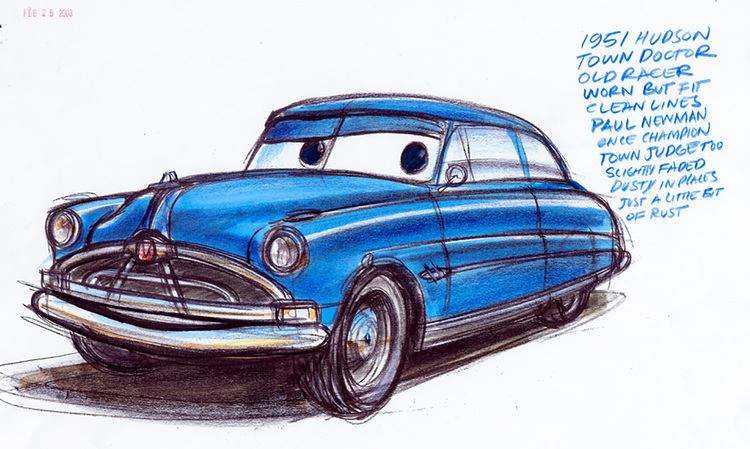 FEB 25 2003
1951 HUDSON
TOWN DOCTOR
OLD RACER
WORN BUT FIT
CLEAN LINES
PAUL NEWMAN
ONCE CHAMPION
TOWN JUDGE TOO
SLIGHTLY FADED
DUSTY IN PLACES
JUST A LITTLE BIT
OF RUST